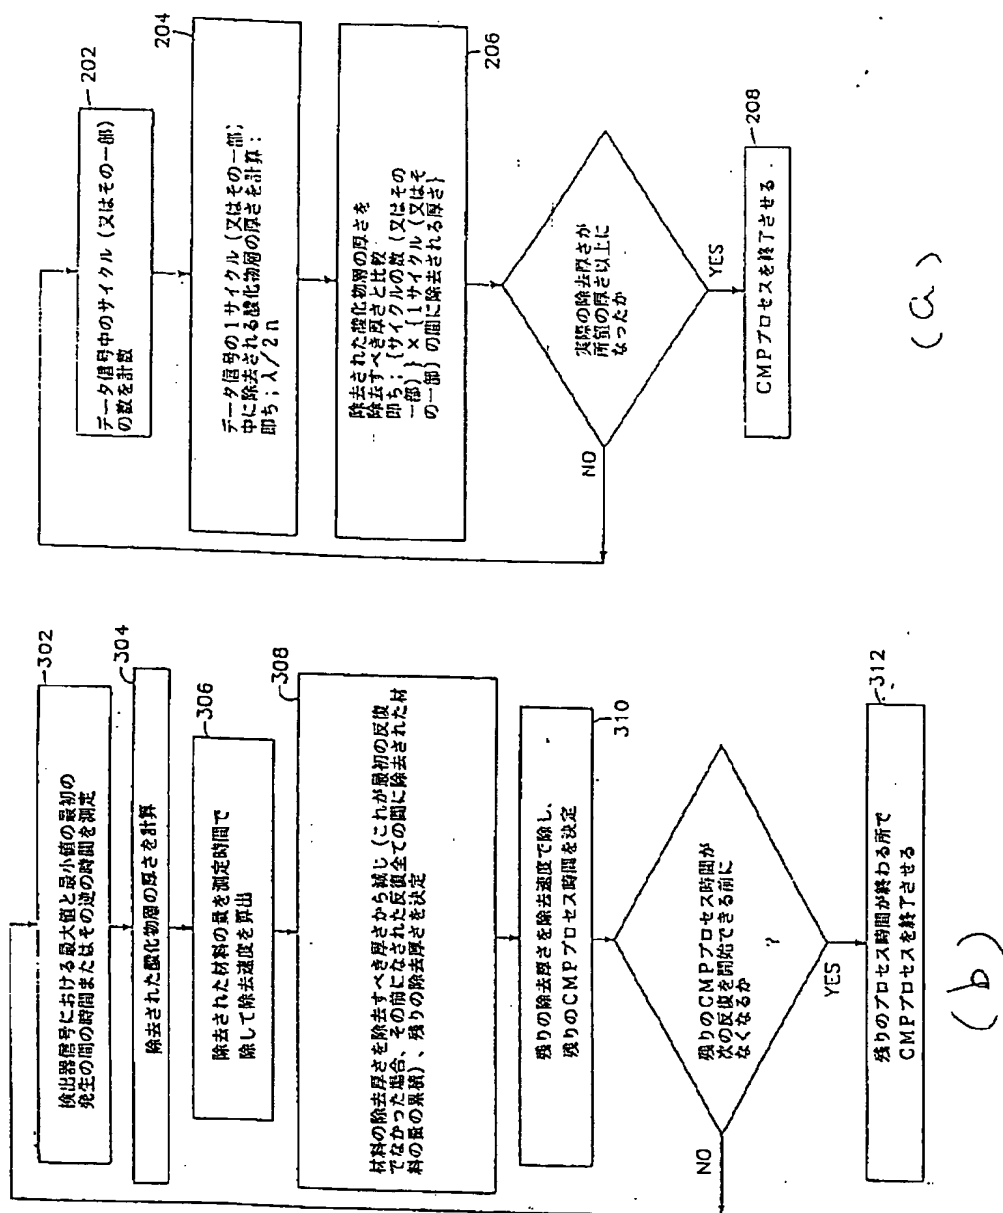 202
データ信号中のサイクル(又はその一部)
の数を計数
204
データ信号の1サイクル(又はその一部)
中に除去される酸化物層の厚さを計算:
即ち;λ/2n
206
除去された酸化物層の厚さを
除去すべき厚さと比較
即ち;{サイクルの数(又はその
一部)}×{1サイクル(又はそ
の一部)の間に除去される厚さ}
実際の除去厚さが
所望の厚さ以上に
なったか
NO
YES
208
CMPプロセスを終了させる
(a)
302
検出器信号における最大値と最小値の最初の
発生の間の時間またはその逆の時間を測定
304
除去された酸化物層の厚さを計算
306
除去された材料の量を測定時間で
除して除去速度を算出
308
材料の除去厚さを除去すべき厚さから減じ(これが最初の反復
でなかった場合、その前になされた反復全ての間に除去された材
料の量の累積)、残りの除去厚さを決定
310
残りの除去厚さを除去速度で除し、
残りのCMPプロセス時間を決定
残りのCMPプロセス時間が
次の反復を開始できる前に
なくなるか
?
NO
YES
312
残りのプロセス時間が終わる所で
CMPプロセスを終了させる
(b)